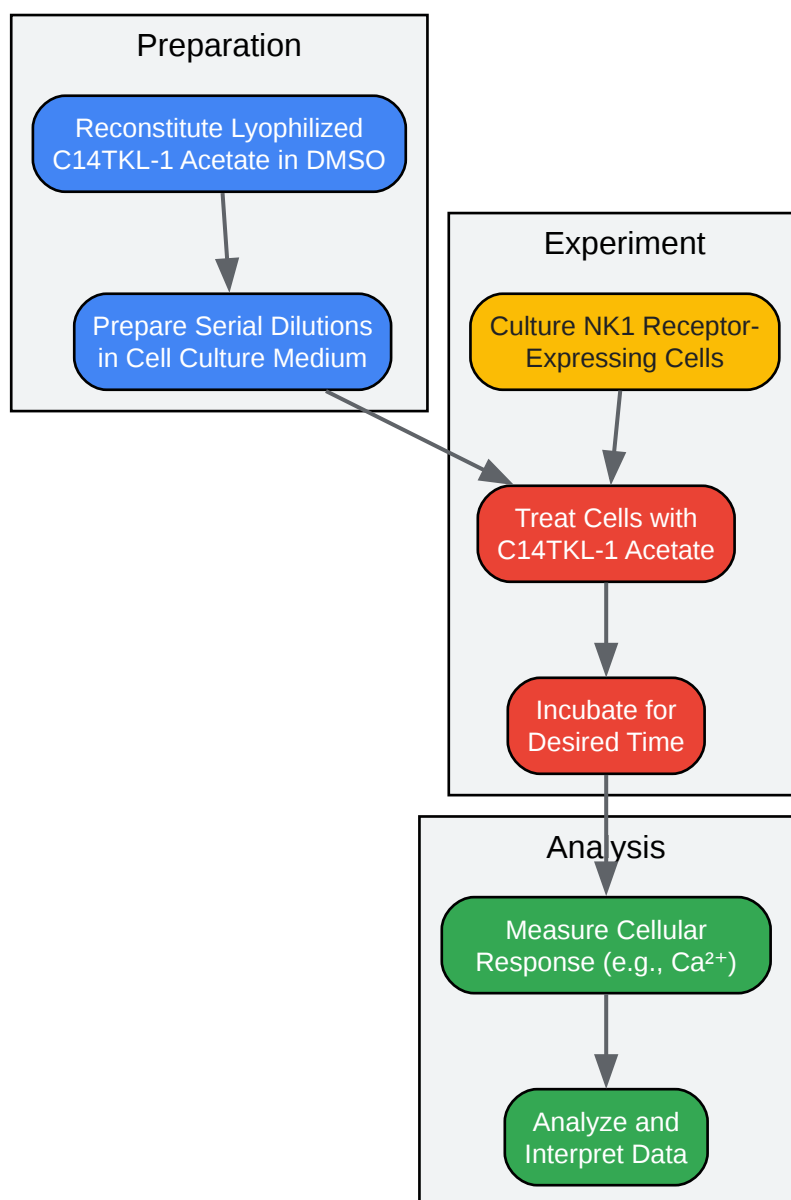 Preparation
Reconstitute Lyophilized
C14TKL-1 Acetate in DMSO
Prepare Serial Dilutions
in Cell Culture Medium
Experiment
Culture NK1 Receptor-
Expressing Cells
Treat Cells with
C14TKL-1 Acetate
Incubate for
Desired Time
Analysis
Measure Cellular
Response (e.g., Ca²⁺)
Analyze and
Interpret Data